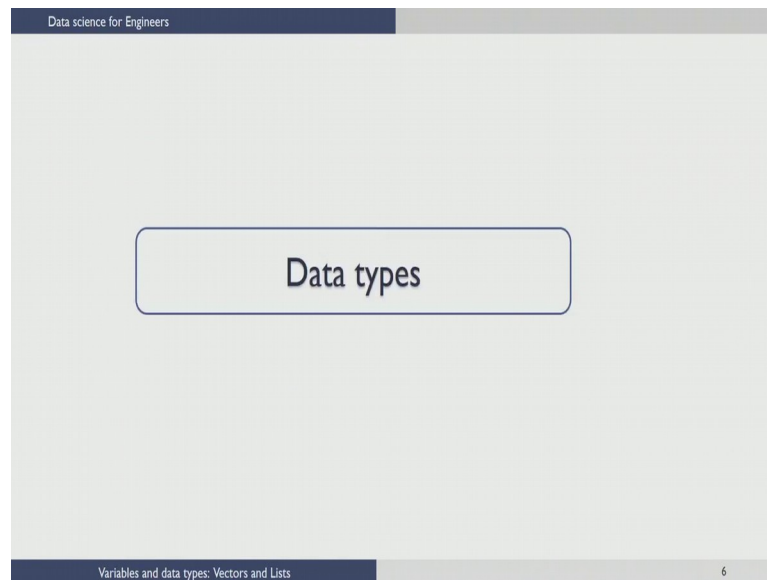 Data science for Engineers
Data types
Variables and data types: Vectors and Lists
6